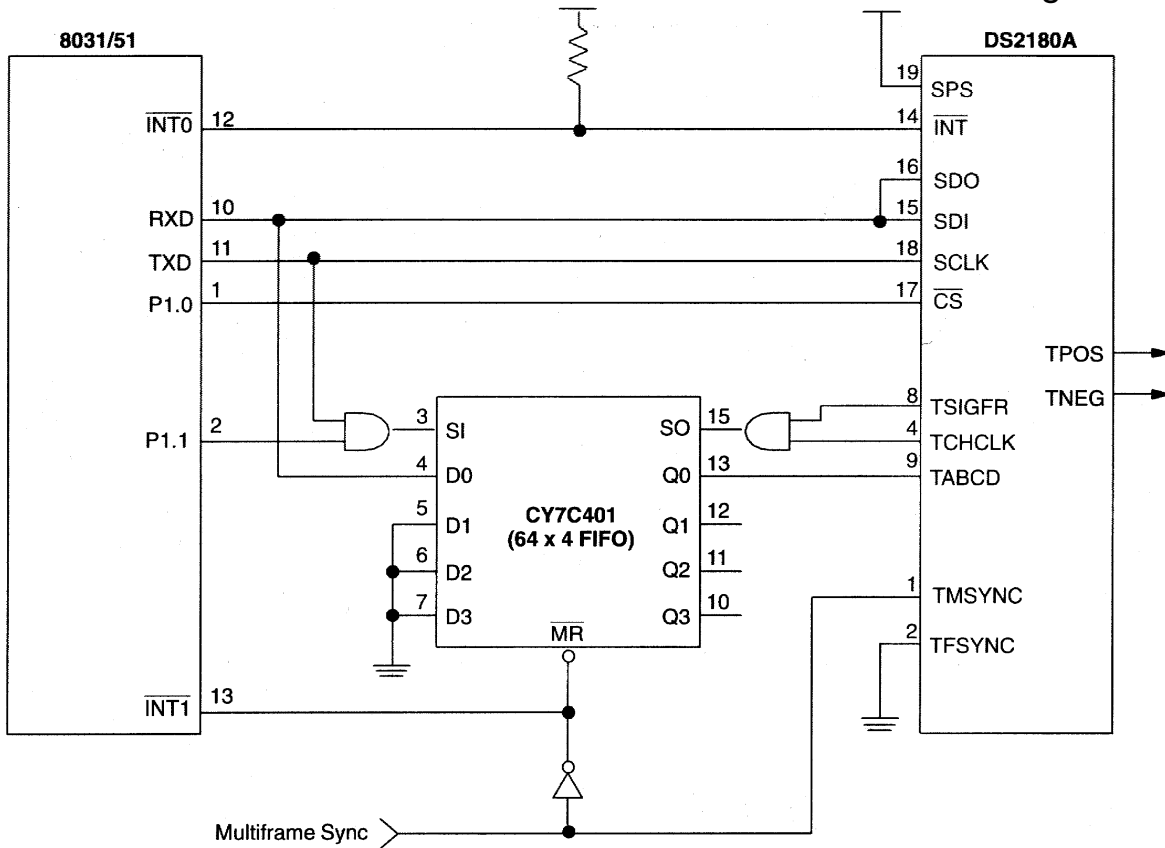 8031/51
DS2180A
19 SPS
INT0 12
14 INT
16 SDO
RXD 10
15 SDI
TXD 11
18 SCLK
P1.0 1
17 CS
TPOS
TNEG
8 TSIGFR
P1.1 2
3 SI
SO 15
4 TCHCLK
4 D0
Q0 13
9 TABCD
5 D1
CY7C401
(64 x 4 FIFO)
Q1 12
6 D2
Q2 11
7 D3
Q3 10
MR
1 TMSYNC
2 TFSYNC
INT1 13
Multiframe Sync